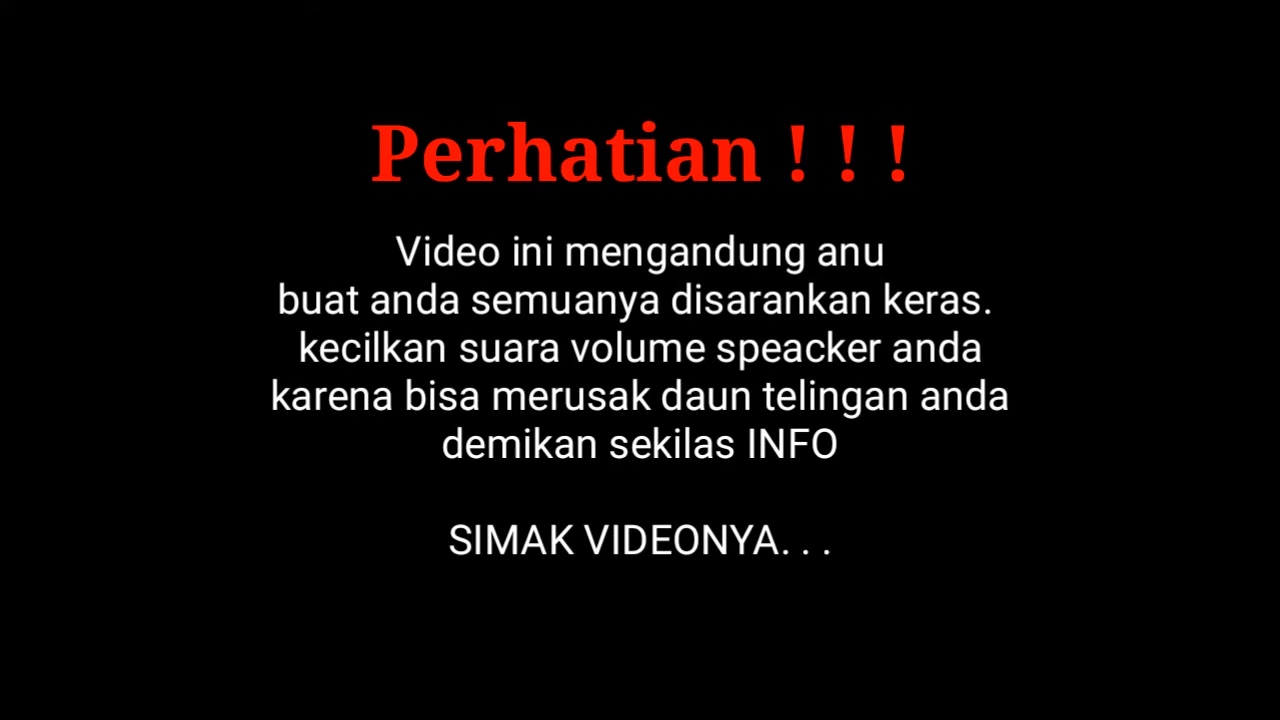 Perhatian ! ! !
Video ini mengandung anu
buat anda semuanya disarankan keras.
kecilkan suara volume speacker anda
karena bisa merusak daun telingan anda
demikan sekilas INFO
SIMAK VIDEONYA. . .